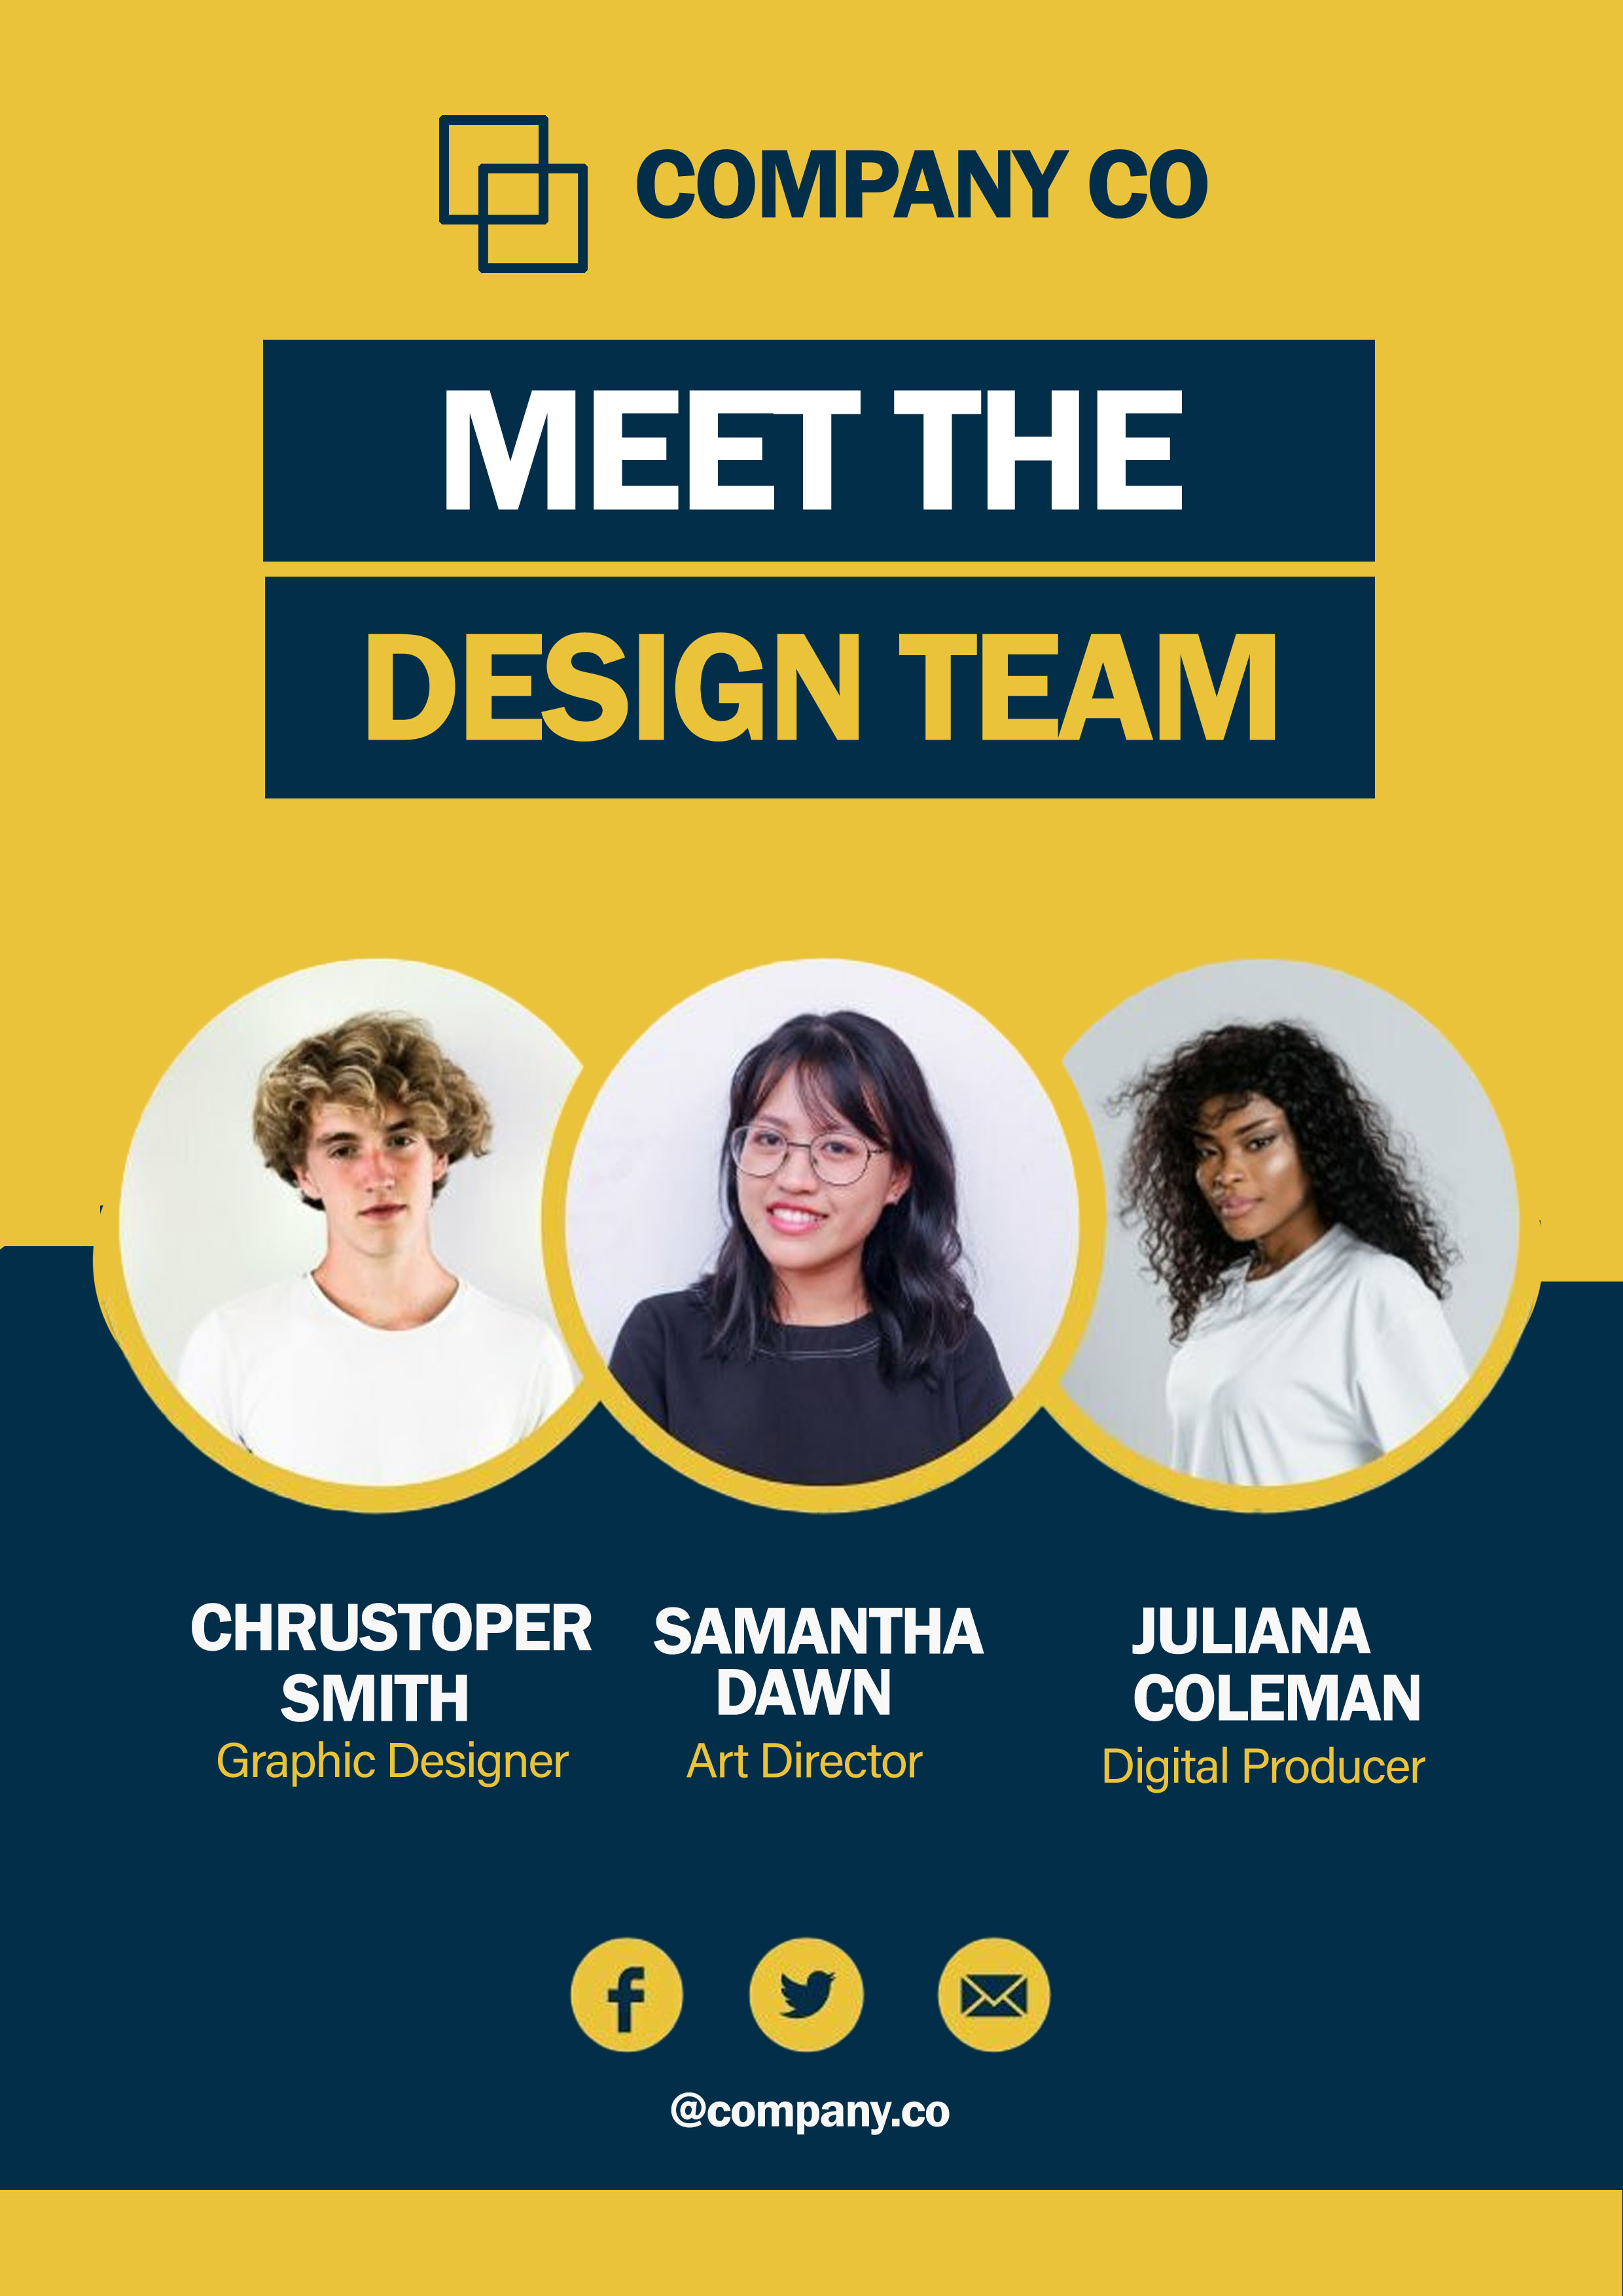 COMPANY CO
MEET THE
DESIGN TEAM
CHRUSTOPER
SMITH
Graphic Designer
SAMANTHA
DAWN
Art Director
JULIANA
COLEMAN
Digital Producer
@company.co